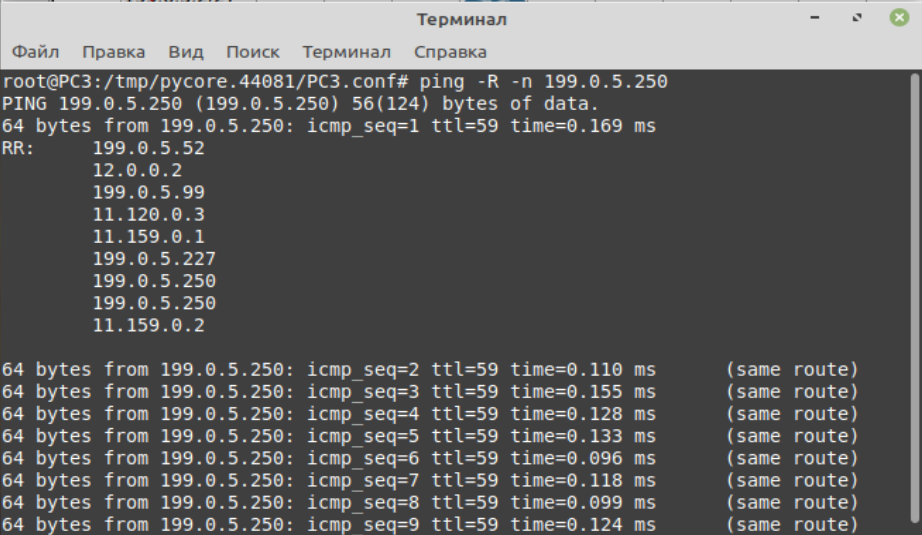 Терминал
Файл Правка Вид Поиск Терминал Справка
root@PC3:/tmp/pycore.44081/PC3.conf# ping -R -n 199.0.5.250
PING 199.0.5.250 (199.0.5.250) 56(124) bytes of data.
64 bytes from 199.0.5.250: icmp_seq=1 ttl=59 time=0.169 ms
RR: 199.0.5.52
12.0.0.2
199.0.5.99
11.120.0.3
11.159.0.1
199.0.5.227
199.0.5.250
199.0.5.250
11.159.0.2
64 bytes from 199.0.5.250: icmp_seq=2 ttl=59 time=0.110 ms (same route)
64 bytes from 199.0.5.250: icmp_seq=3 ttl=59 time=0.155 ms (same route)
64 bytes from 199.0.5.250: icmp_seq=4 ttl=59 time=0.128 ms (same route)
64 bytes from 199.0.5.250: icmp_seq=5 ttl=59 time=0.133 ms (same route)
64 bytes from 199.0.5.250: icmp_seq=6 ttl=59 time=0.096 ms (same route)
64 bytes from 199.0.5.250: icmp_seq=7 ttl=59 time=0.118 ms (same route)
64 bytes from 199.0.5.250: icmp_seq=8 ttl=59 time=0.099 ms (same route)
64 bytes from 199.0.5.250: icmp_seq=9 ttl=59 time=0.124 ms (same route)